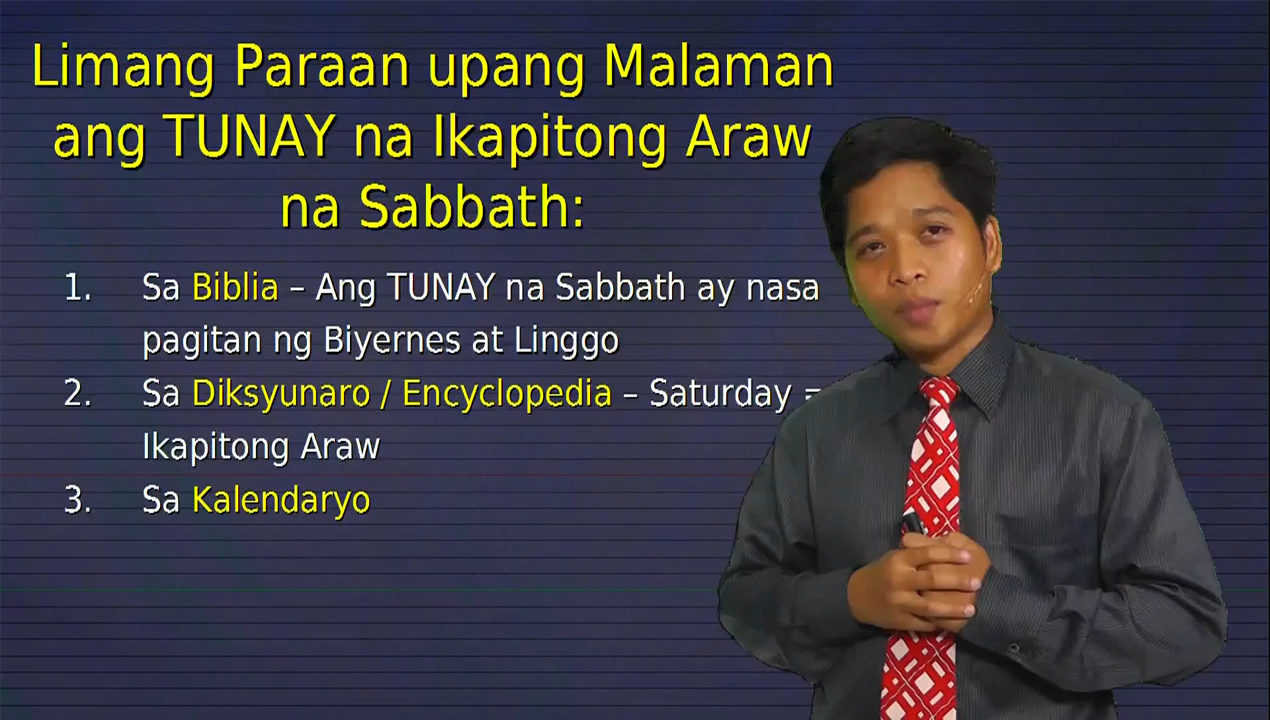 Limang Paraan upang Malaman
ang TUNAY na Ikapitong Araw
na Sabbath:
1. Sa Biblia – Ang TUNAY na Sabbath ay nasa
pagitan ng Biyernes at Linggo
2. Sa Diksyunaro / Encyclopedia – Saturday =
Ikapitong Araw
3. Sa Kalendaryo